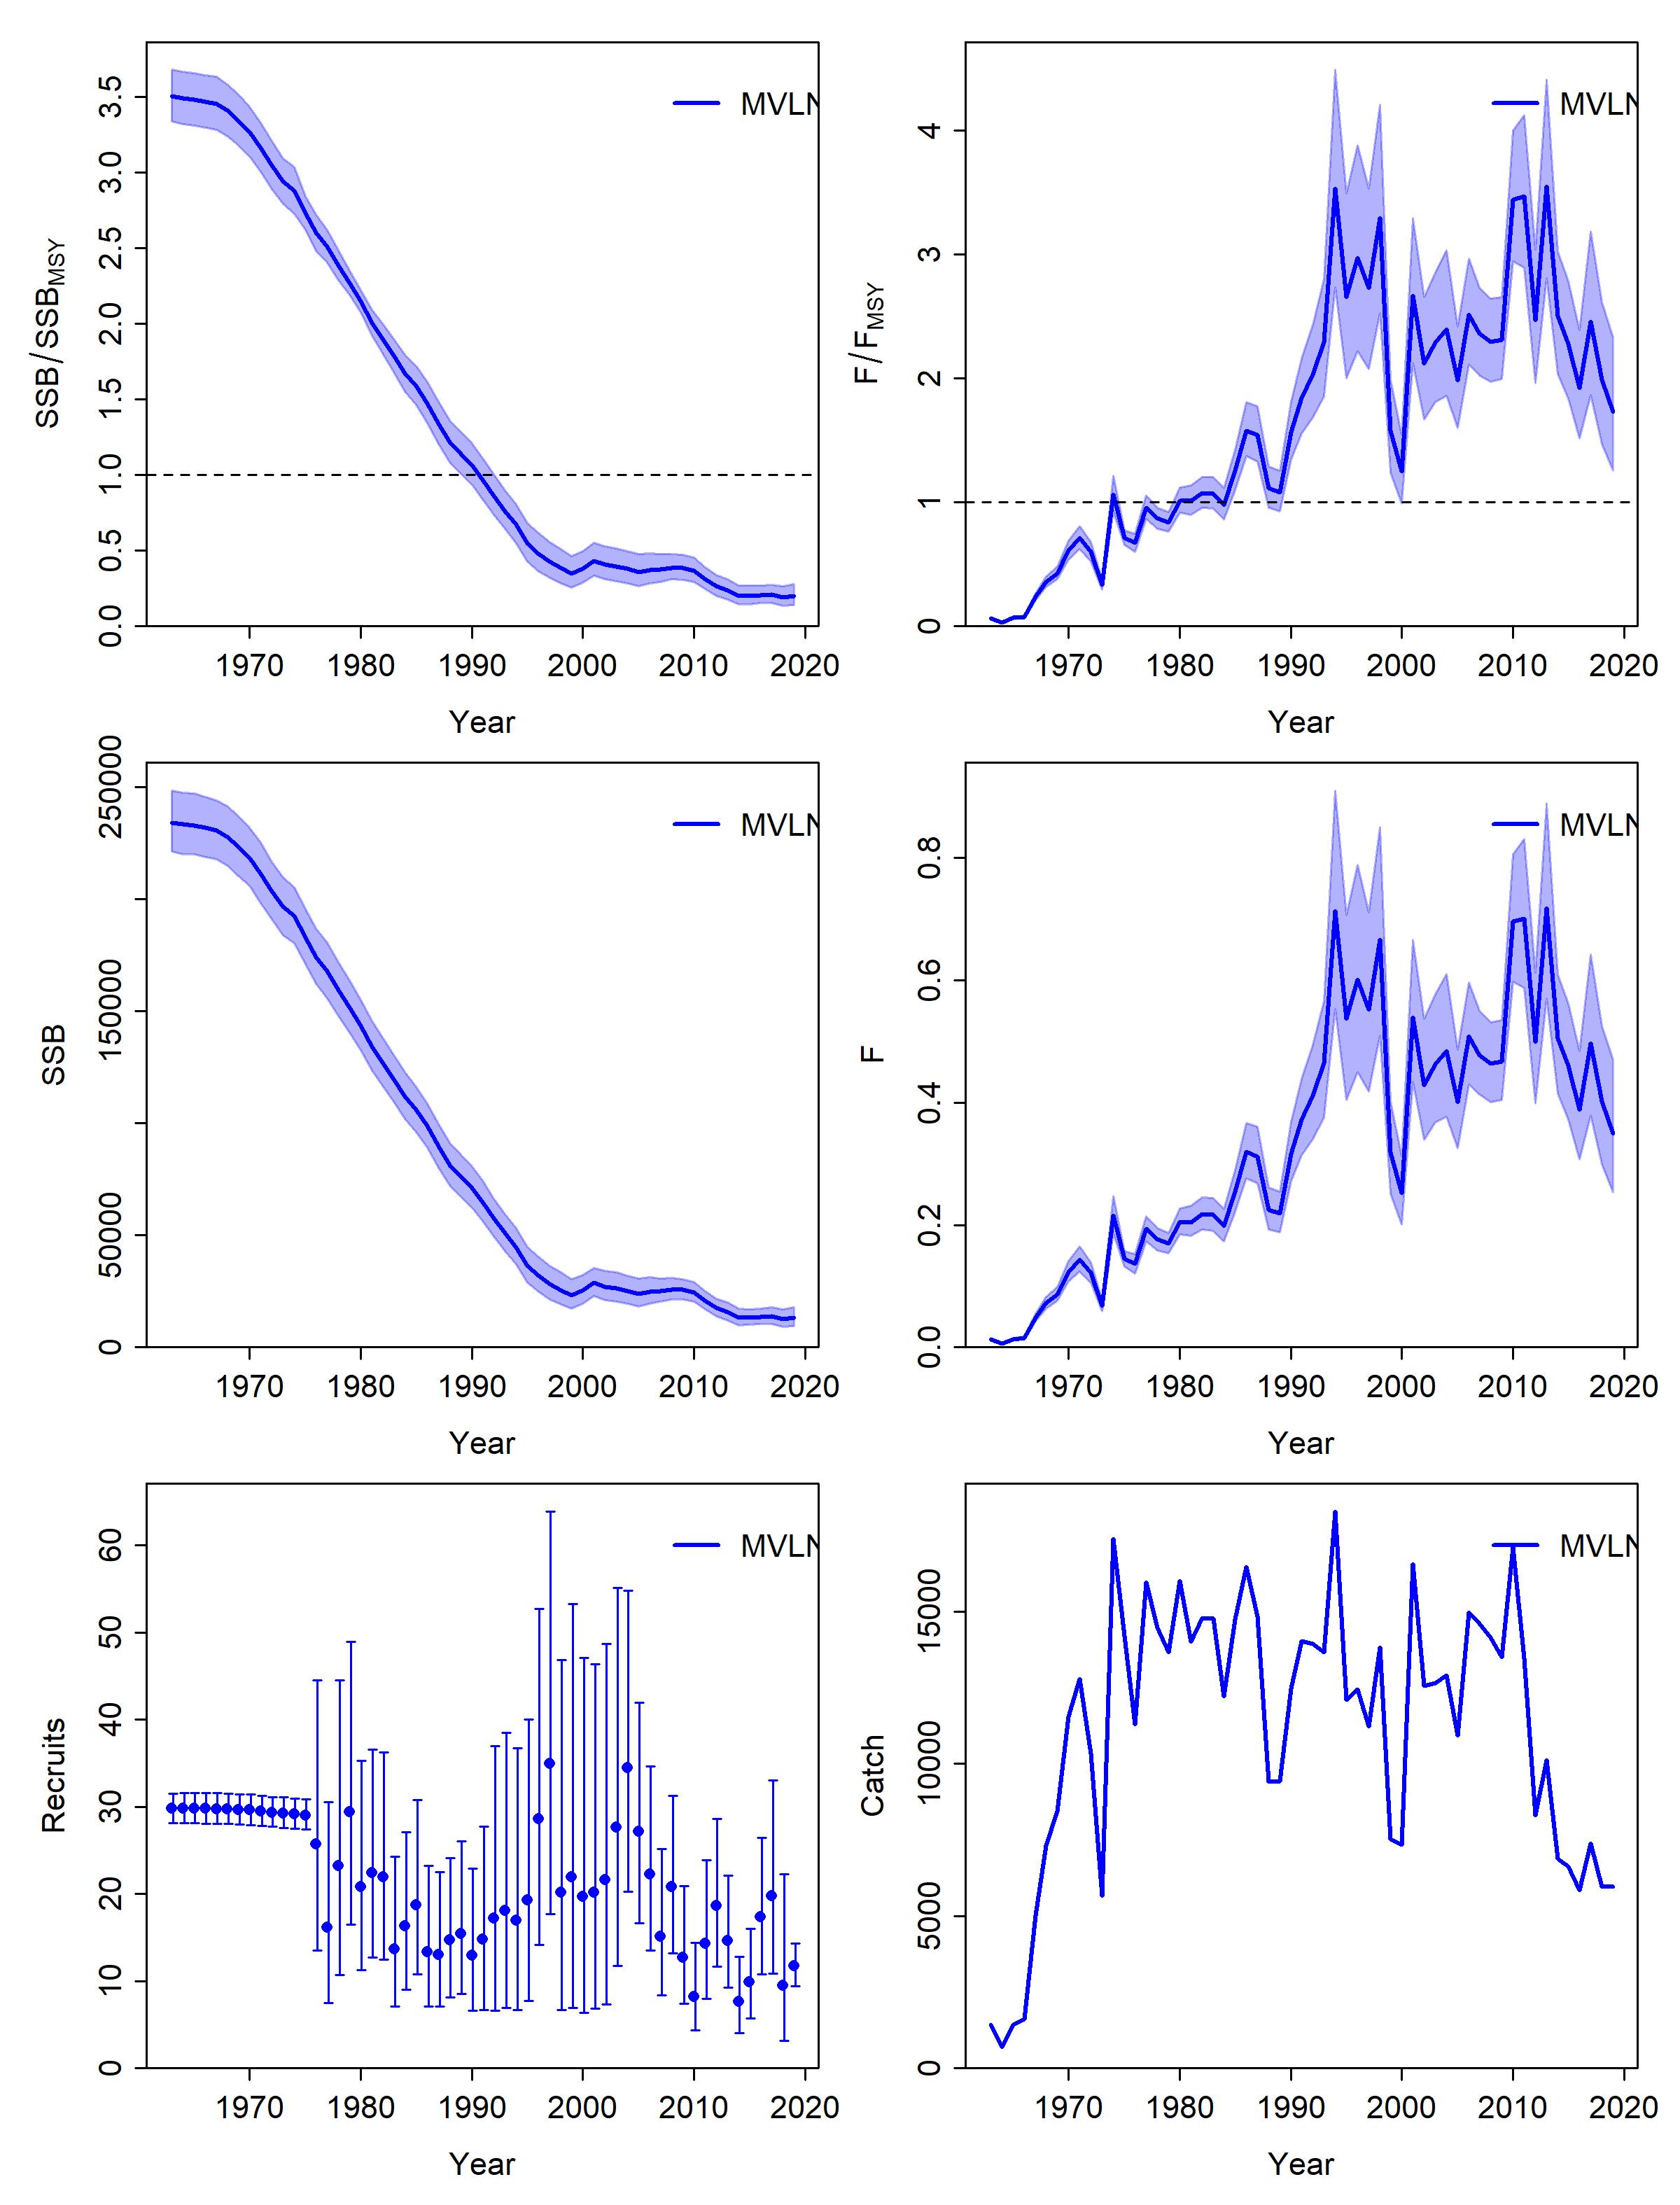 SSB/SSBMSY
0.0 0.5 1.0 1.5 2.0 2.5 3.0 3.5
MVLN
1970 1980 1990 2000 2010 2020
Year
F/FMSY
0 1 2 3 4
MVLN
1970 1980 1990 2000 2010 2020
Year
SSB
0 50000 150000 250000
MVLN
1970 1980 1990 2000 2010 2020
Year
F
0.0 0.2 0.4 0.6 0.8
MVLN
1970 1980 1990 2000 2010 2020
Year
Recruits
0 10 20 30 40 50 60
MVLN
1970 1980 1990 2000 2010 2020
Year
Catch
0 5000 10000 15000
MVLN
1970 1980 1990 2000 2010 2020
Year